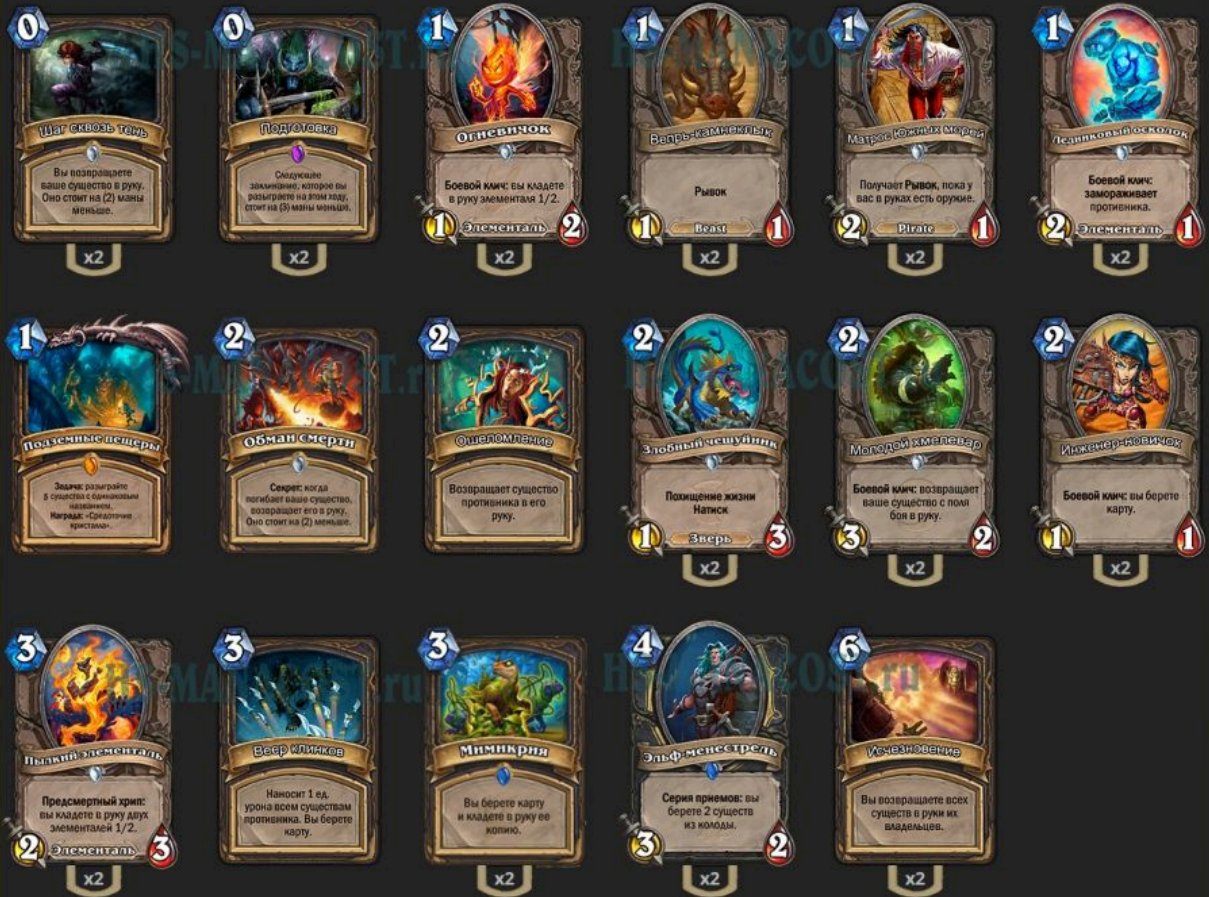 HS-MANACOST.ru
0
Шаг сквозь тень
Вы возвращаете
ваше существо в руку.
Оно стоит на (2) маны
меньше.
x2
0
Подготовка
Следующее
заклинание, которое вы
разыграете на этом ходу,
стоит на (3) маны меньше.
x2
1
Огневичок
Боевой клич: вы кладете
в руку элементаля 1/2.
1
Элементаль
2
x2
1
Вепрь-камнеклык
Рывок
1
Beast
1
x2
1
Матрос Южных морей
Получает Рывок, пока у
вас в руках есть оружие.
2
Pirate
1
x2
1
Ледниковый осколок
Боевой клич:
замораживает
противника.
2
Элементаль
1
x2
1
Подземные пещеры
Задача: разыграйте
5 существа с одинаковым
названием.
Награда: «Средоточие
кристалла».
2
Обман смерти
Секрет: когда
погибает ваше существо,
возвращает его в руку.
Оно стоит на (2) меньше.
2
Ошеломление
Возвращает существо
противника в его
руку.
2
Злобный чешуйник
Похищение жизни
Натиск
1
Зверь
3
x2
2
Молодой хмелевар
Боевой клич: возвращает
ваше существо с поля
боя в руку.
3
2
x2
2
Инженер-новичок
Боевой клич: вы берете
карту.
1
1
x2
3
Пылкий элементаль
Предсмертный хрип:
вы кладете в руку двух
элементалей 1/2.
2
Элементаль
3
x2
3
Веер клинков
Наносит 1 ед.
урона всем существам
противника. Вы берете
карту.
3
Мимикрия
Вы берете карту
и кладете в руку ее
копию.
x2
4
Эльф-менестрель
Серия приемов: вы
берете 2 существ
из колоды.
3
2
x2
6
Исчезновение
Вы возвращаете всех
существ в руки их
владельцев.
x2